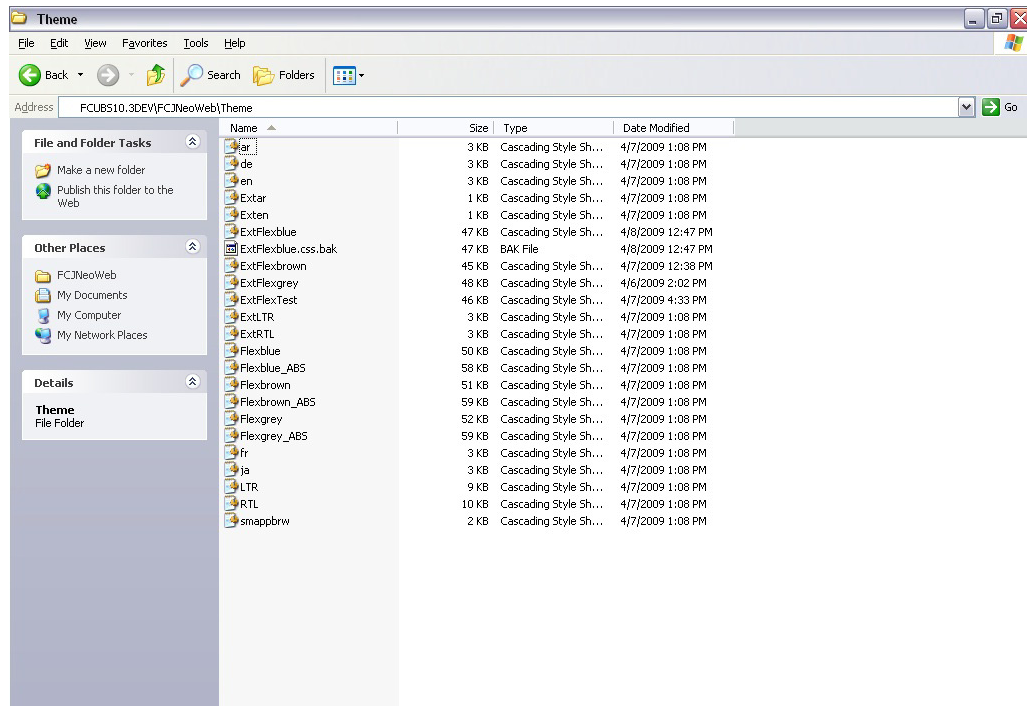 Theme
File Edit View Favorites Tools Help
Back Search Folders
Address FCUBS10.3DEV\FCJNeoWeb\Theme Go
File and Folder Tasks
Make a new folder
Publish this folder to the
Web
Other Places
FCJNeoWeb
My Documents
My Computer
My Network Places
Details
Theme
File Folder
Name Size Type Date Modified
ar 3 KB Cascading Style Sh... 4/7/2009 1:08 PM
de 3 KB Cascading Style Sh... 4/7/2009 1:08 PM
en 3 KB Cascading Style Sh... 4/7/2009 1:08 PM
Extar 1 KB Cascading Style Sh... 4/7/2009 1:08 PM
Exten 1 KB Cascading Style Sh... 4/7/2009 1:08 PM
ExtFlexblue 47 KB Cascading Style Sh... 4/8/2009 12:47 PM
ExtFlexblue.css.bak 47 KB BAK File 4/8/2009 12:47 PM
ExtFlexbrown 45 KB Cascading Style Sh... 4/7/2009 12:38 PM
ExtFlexgrey 48 KB Cascading Style Sh... 4/6/2009 2:02 PM
ExtFlexTest 46 KB Cascading Style Sh... 4/7/2009 4:33 PM
ExtLTR 3 KB Cascading Style Sh... 4/7/2009 1:08 PM
ExtRTL 3 KB Cascading Style Sh... 4/7/2009 1:08 PM
Flexblue 50 KB Cascading Style Sh... 4/7/2009 1:08 PM
Flexblue_ABS 58 KB Cascading Style Sh... 4/7/2009 1:08 PM
Flexbrown 51 KB Cascading Style Sh... 4/7/2009 1:08 PM
Flexbrown_ABS 59 KB Cascading Style Sh... 4/7/2009 1:08 PM
Flexgrey 52 KB Cascading Style Sh... 4/7/2009 1:08 PM
Flexgrey_ABS 59 KB Cascading Style Sh... 4/7/2009 1:08 PM
fr 3 KB Cascading Style Sh... 4/7/2009 1:08 PM
ja 3 KB Cascading Style Sh... 4/7/2009 1:08 PM
LTR 9 KB Cascading Style Sh... 4/7/2009 1:08 PM
RTL 10 KB Cascading Style Sh... 4/7/2009 1:08 PM
smappbrw 2 KB Cascading Style Sh... 4/7/2009 1:08 PM